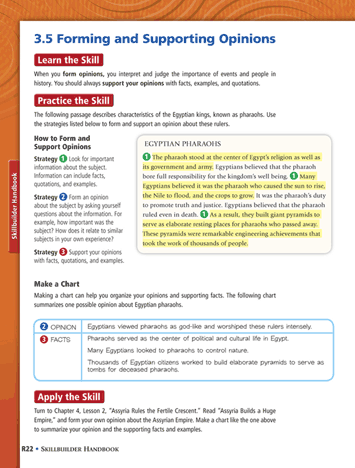 3.5 Forming and Supporting Opinions
Learn the Skill
When you form opinions, you interpret and judge the importance of events and people in
history. You should always support your opinions with facts, examples, and quotations.
Practice the Skill
The following passage describes characteristics of the Egyptian kings, known as pharaohs. Use
the strategies listed below to form and support an opinion about these rulers.
How to Form and
Support Opinions
Strategy 1 Look for important
information about the subject.
Information can include facts,
quotations, and examples.
Strategy 2 Form an opinion
about the subject by asking yourself
questions about the information. For
example, how important was the
subject? How does it relate to similar
subjects in your own experience?
Strategy 3 Support your opinions
with facts, quotations, and examples.
EGYPTIAN PHARAOHS
1 The pharaoh stood at the center of Egypt's religion as well as
its government and army. Egyptians believed that the pharaoh
bore full responsibility for the kingdom's well being. 1 Many
Egyptians believed it was the pharaoh who caused the sun to rise,
the Nile to flood, and the crops to grow. It was the pharaoh's duty
to promote truth and justice. Egyptians believed that the pharaoh
ruled even in death. 1 As a result, they built giant pyramids to
serve as elaborate resting places for pharaohs who passed away.
These pyramids were remarkable engineering achievements that
took the work of thousands of people.
Make a Chart
Making a chart can help you organize your opinions and supporting facts. The following chart
summarizes one possible opinion about Egyptian pharaohs.
2 OPINION Egyptians viewed pharaohs as god-like and worshiped these rulers intensely.
3 FACTS Pharaohs served as the center of political and cultural life in Egypt.
Many Egyptians looked to pharaohs to control nature.
Thousands of Egyptian citizens worked to build elaborate pyramids to serve as
tombs for deceased pharaohs.
Apply the Skill
Turn to Chapter 4, Lesson 2, "Assyria Rules the Fertile Crescent." Read "Assyria Builds a Huge
Empire," and form your own opinion about the Assyrian Empire. Make a chart like the one above
to summarize your opinion and the supporting facts and examples.
R22 • SKILLBUILDER HANDBOOK
Skillbuilder Handbook